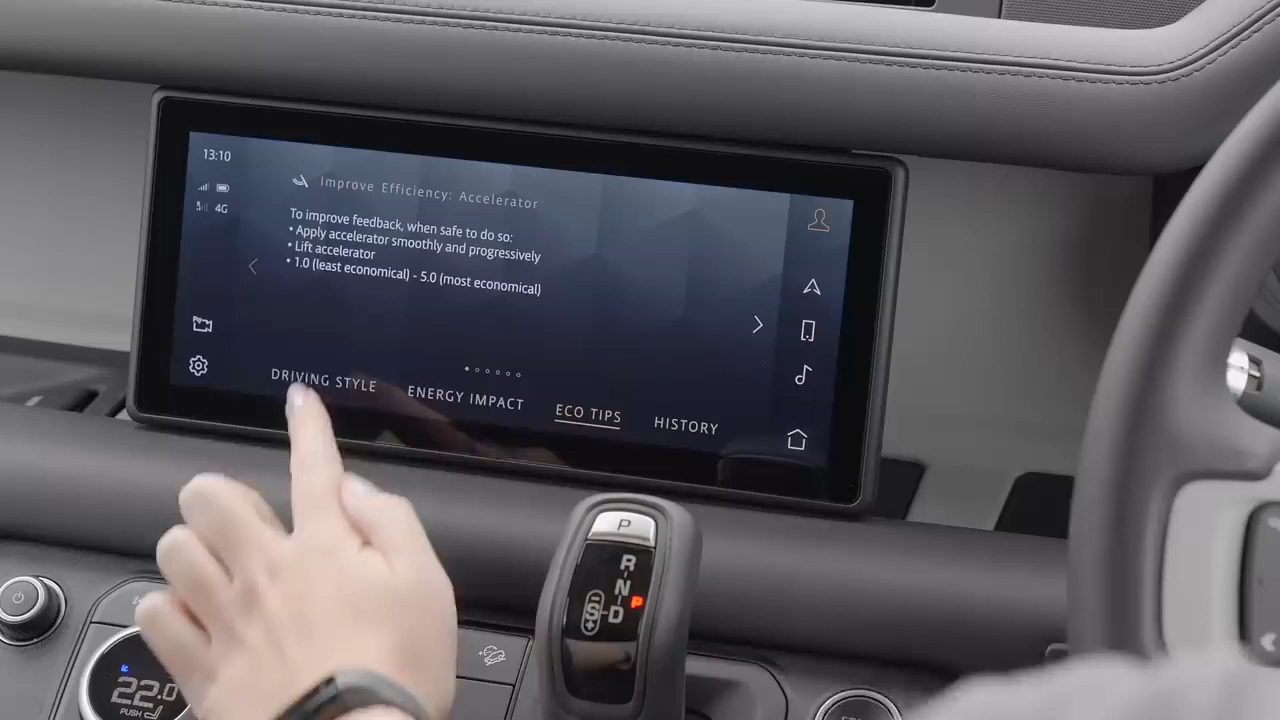 13:10
4G
Improve Efficiency: Accelerator
To improve feedback, when safe to do so:
• Apply accelerator smoothly and progressively
• Lift accelerator
• 1.0 (least economical) - 5.0 (most economical)
DRIVING STYLE
ENERGY IMPACT
ECO TIPS
HISTORY
P
R
N
P
S
D
22.0
PUSH